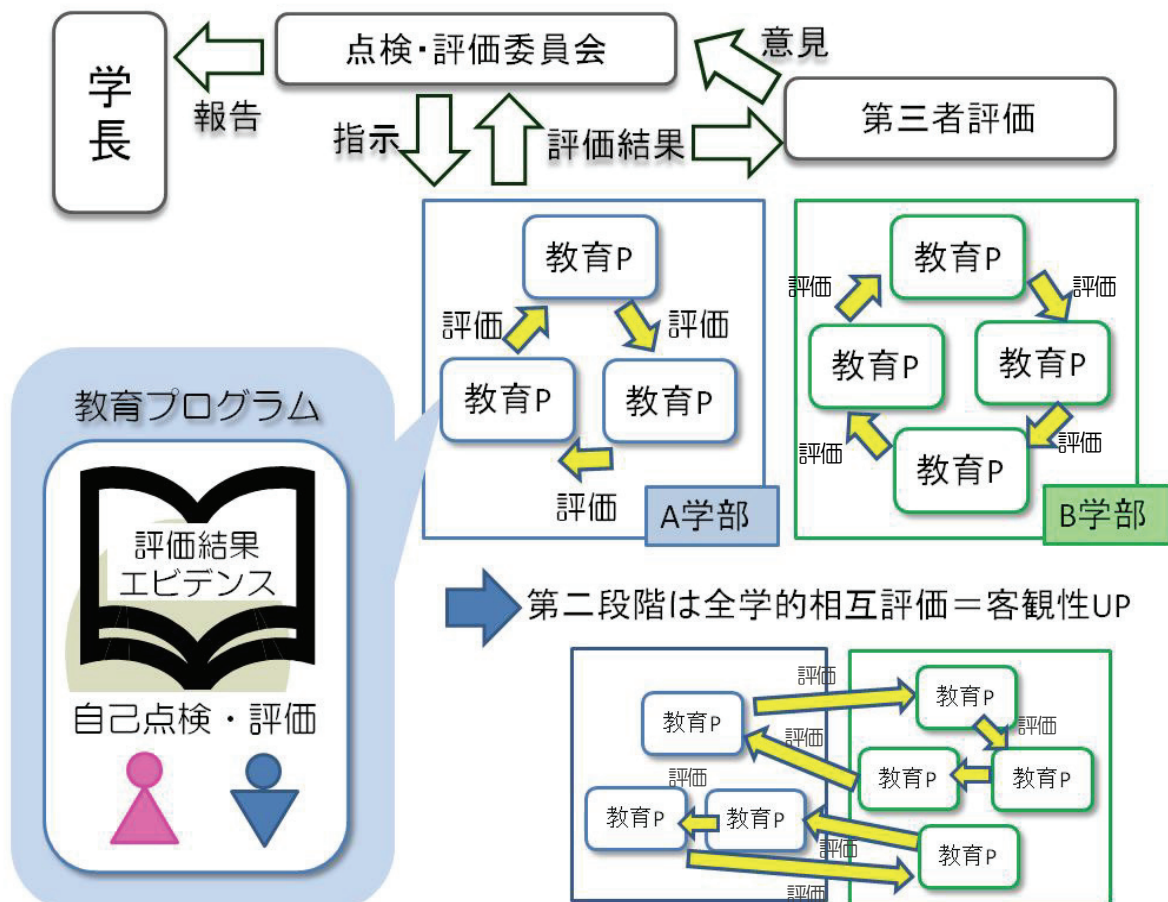 学長
点検・評価委員会
意見
報告
指示
評価結果
第三者評価
教育P
評価
評価
教育P
教育P
評価
A学部
教育P
評価
評価
教育P
教育P
評価
評価
教育P
B学部
教育プログラム
評価結果
エビデンス
自己点検・評価
第二段階は全学的相互評価＝客観性UP
評価
教育P
教育P
評価
評価
教育P
教育P
評価
教育P
教育P
評価
教育P
評価